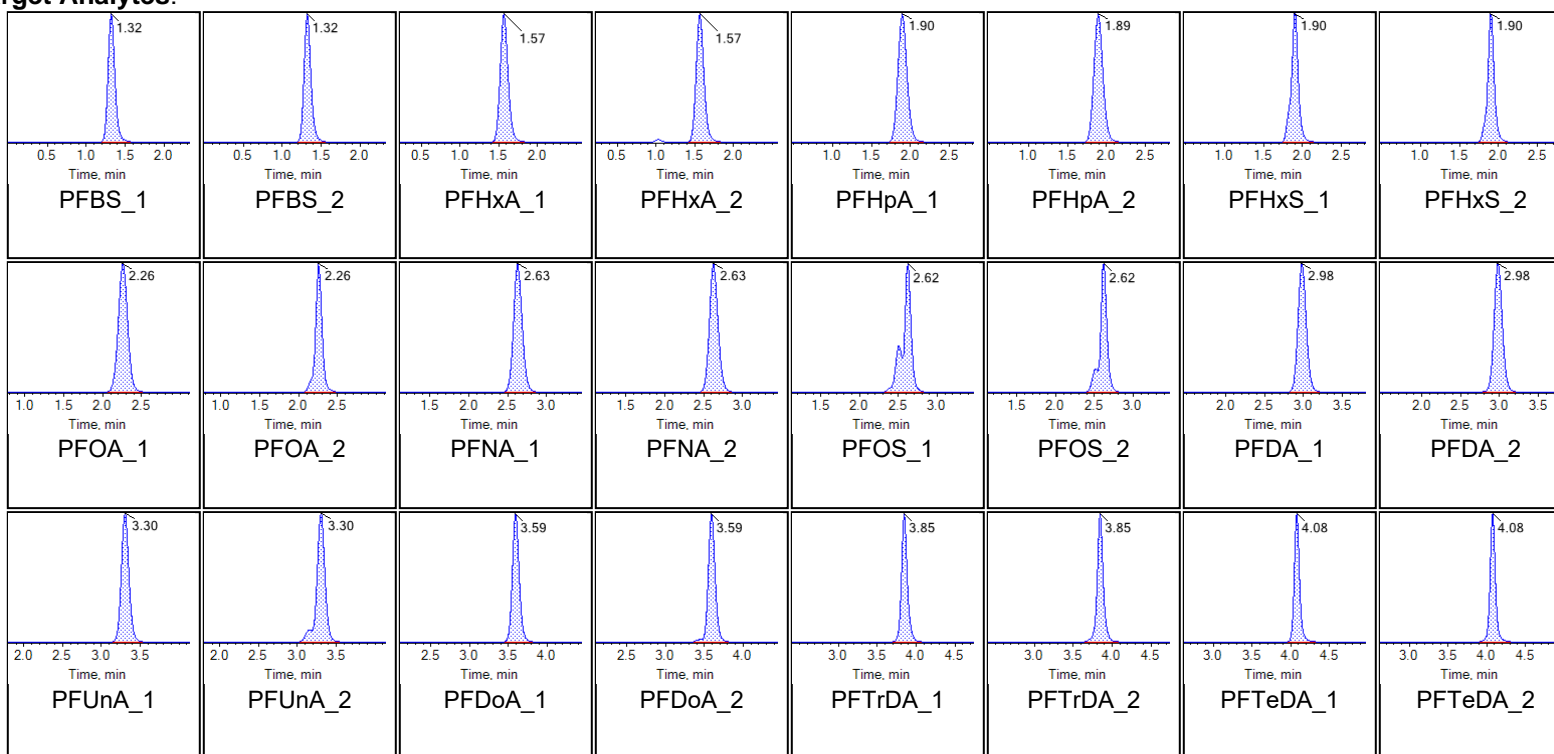 rget Analytes:
1.32 1.32 1.57 1.57 1.90 1.89 1.90 1.90
0.5 1.0 1.5 2.0 0.5 1.0 1.5 2.0 0.5 1.0 1.5 2.0 0.5 1.0 1.5 2.0 1.0 1.5 2.0 2.5 1.0 1.5 2.0 2.5 1.0 1.5 2.0 2.5 1.0 1.5 2.0 2.5
Time, min Time, min Time, min Time, min Time, min Time, min Time, min Time, min
PFBS_1 PFBS_2 PFHxA_1 PFHxA_2 PFHpA_1 PFHpA_2 PFHxS_1 PFHxS_2
2.26 2.26 2.63 2.63 2.62 2.62 2.98 2.98
1.0 1.5 2.0 2.5 1.0 1.5 2.0 2.5 1.5 2.0 2.5 3.0 1.5 2.0 2.5 3.0 1.5 2.0 2.5 3.0 1.5 2.0 2.5 3.0 2.0 2.5 3.0 3.5 2.0 2.5 3.0 3.5
Time, min Time, min Time, min Time, min Time, min Time, min Time, min Time, min
PFOA_1 PFOA_2 PFNA_1 PFNA_2 PFOS_1 PFOS_2 PFDA_1 PFDA_2
3.30 3.30 3.59 3.59 3.85 3.85 4.08 4.08
2.0 2.5 3.0 3.5 2.0 2.5 3.0 3.5 2.5 3.0 3.5 4.0 2.5 3.0 3.5 4.0 3.0 3.5 4.0 4.5 3.0 3.5 4.0 4.5 3.0 3.5 4.0 4.5 3.0 3.5 4.0 4.5
Time, min Time, min Time, min Time, min Time, min Time, min Time, min Time, min
PFUnA_1 PFUnA_2 PFDoA_1 PFDoA_2 PFTrDA_1 PFTrDA_2 PFTeDA_1 PFTeDA_2